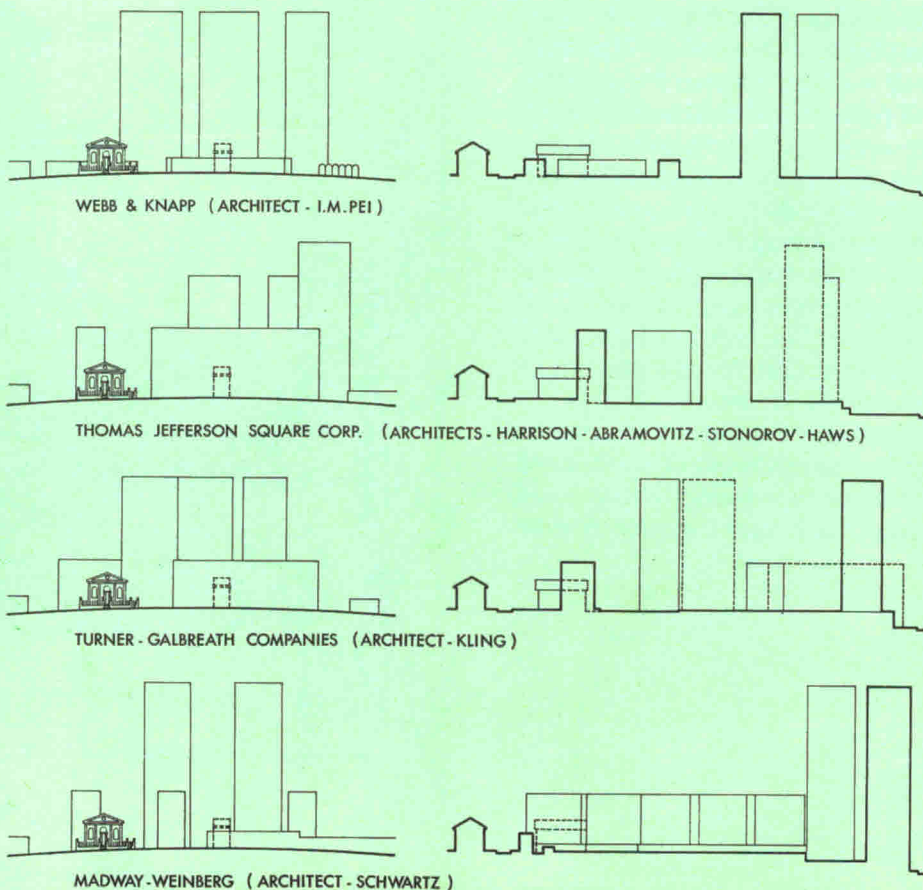 WEBB & KNAPP (ARCHITECT - I.M.PEI)
THOMAS JEFFERSON SQUARE CORP. (ARCHITECTS - HARRISON - ABRAMOVITZ - STONOROV - HAWS)
TURNER - GALBREATH COMPANIES (ARCHITECT - KLING)
MADWAY - WEINBERG (ARCHITECT - SCHWARTZ)